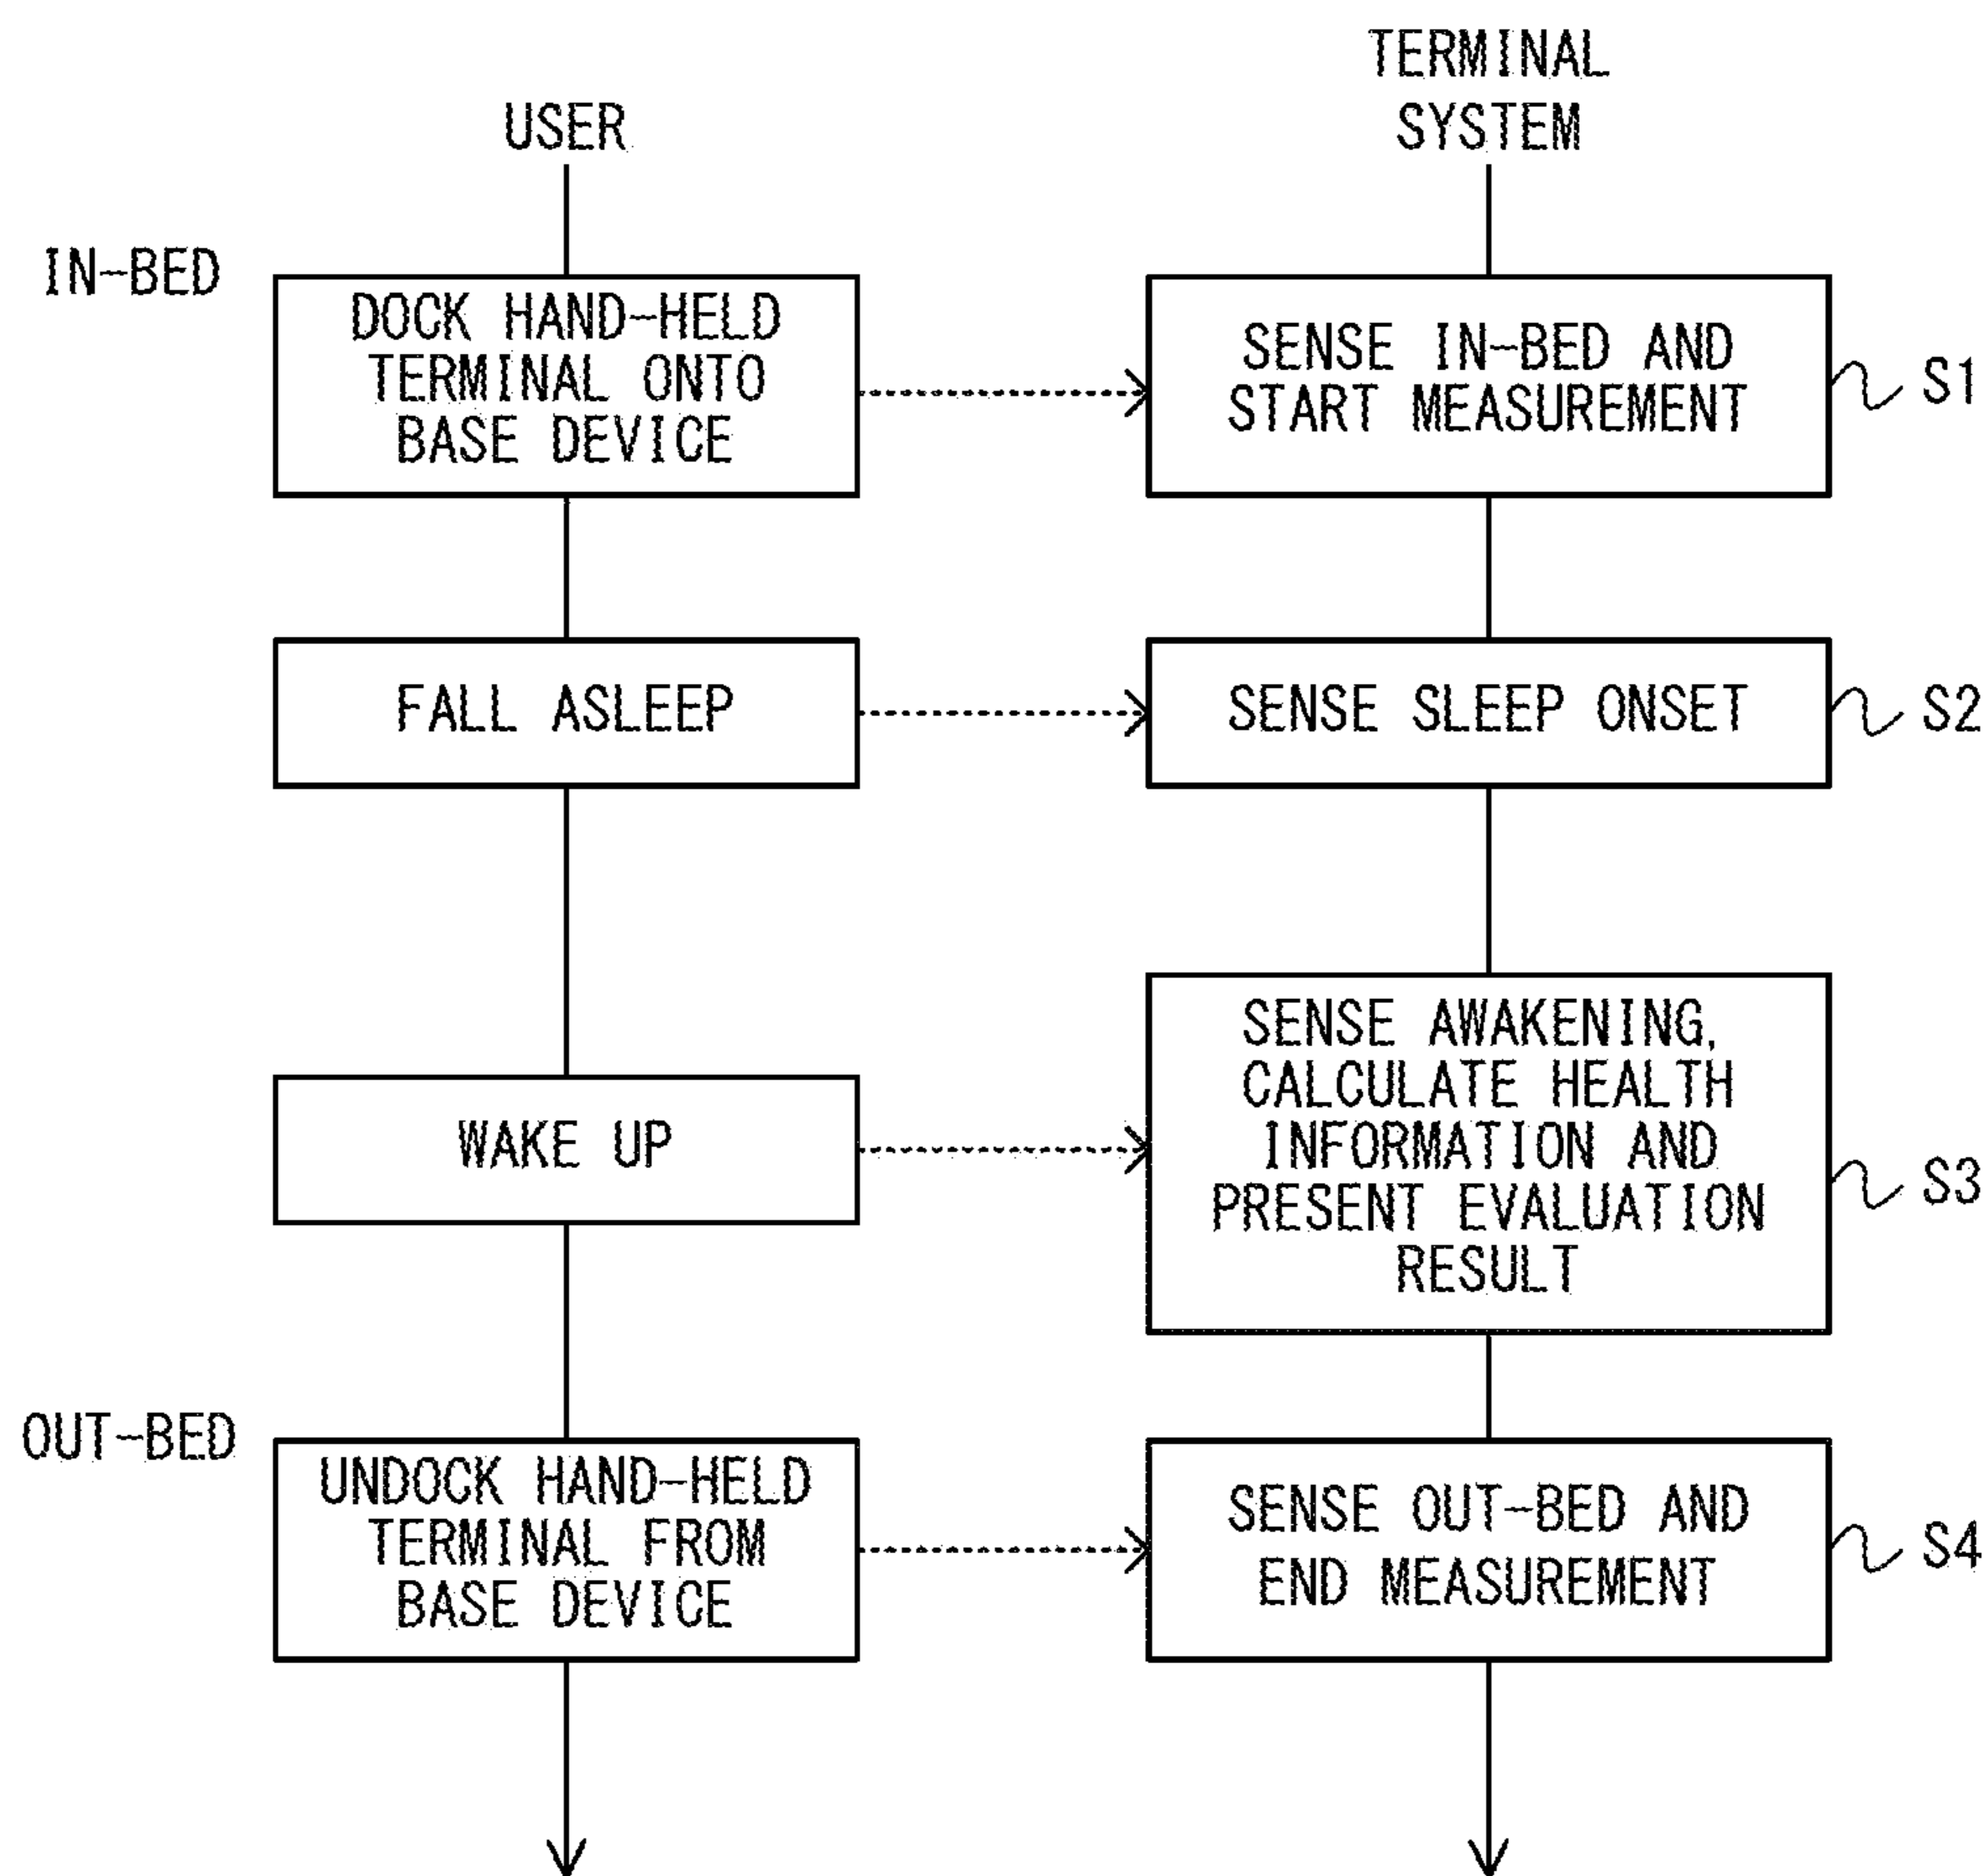 TERMINAL
SYSTEM
USER
IN-BED
DOCK HAND-HELD
TERMINAL ONTO
BASE DEVICE
SENSE IN-BED AND
START MEASUREMENT
S1
FALL ASLEEP
SENSE SLEEP ONSET
S2
WAKE UP
SENSE AWAKENING,
CALCULATE HEALTH
INFORMATION AND
PRESENT EVALUATION
RESULT
S3
OUT-BED
UNDOCK HAND-HELD
TERMINAL FROM
BASE DEVICE
SENSE OUT-BED AND
END MEASUREMENT
S4